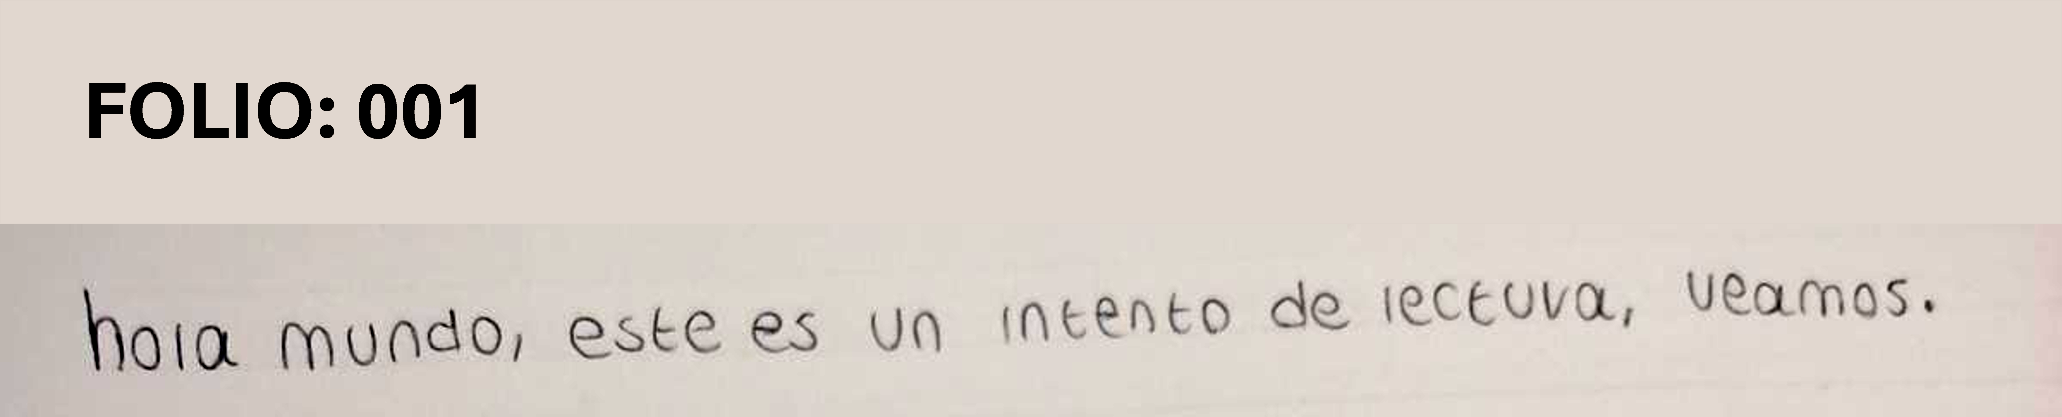 FOLIO: 001
hola mundo, este es un intento de lectura, veamos.